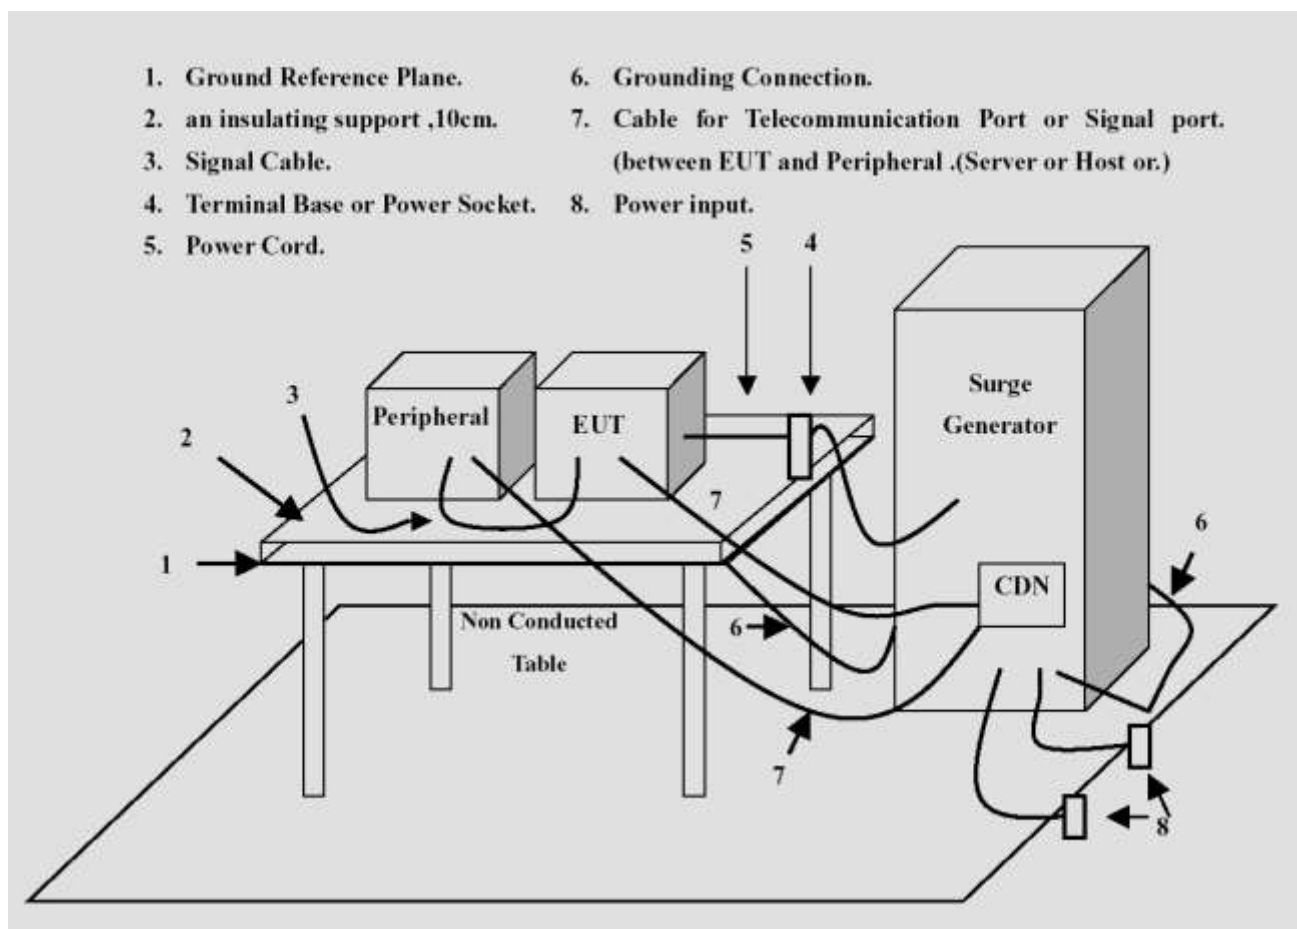 1. Ground Reference Plane.
2. an insulating support ,10cm.
3. Signal Cable.
4. Terminal Base or Power Socket.
5. Power Cord.
6. Grounding Connection.
7. Cable for Telecommunication Port or Signal port.
(between EUT and Peripheral .(Server or Host or.)
8. Power input.
5
4
Surge
Generator
3
Peripheral
EUT
2
7
6
1
CDN
Non Conducted
Table
6
7
8